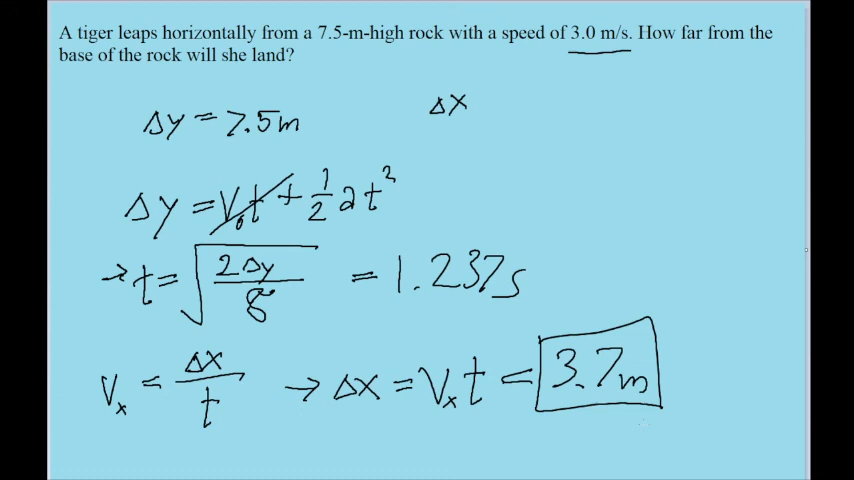 A tiger leaps horizontally from a 7.5-m-high rock with a speed of 3.0 m/s. How far from the
base of the rock will she land?
Δy = 7.5m
Δx
Δy = V₀t + 1/2 at²
→ t = √(2Δy/g) = 1.237s
Vₓ = Δx/t → Δx = Vₓt = 3.7m